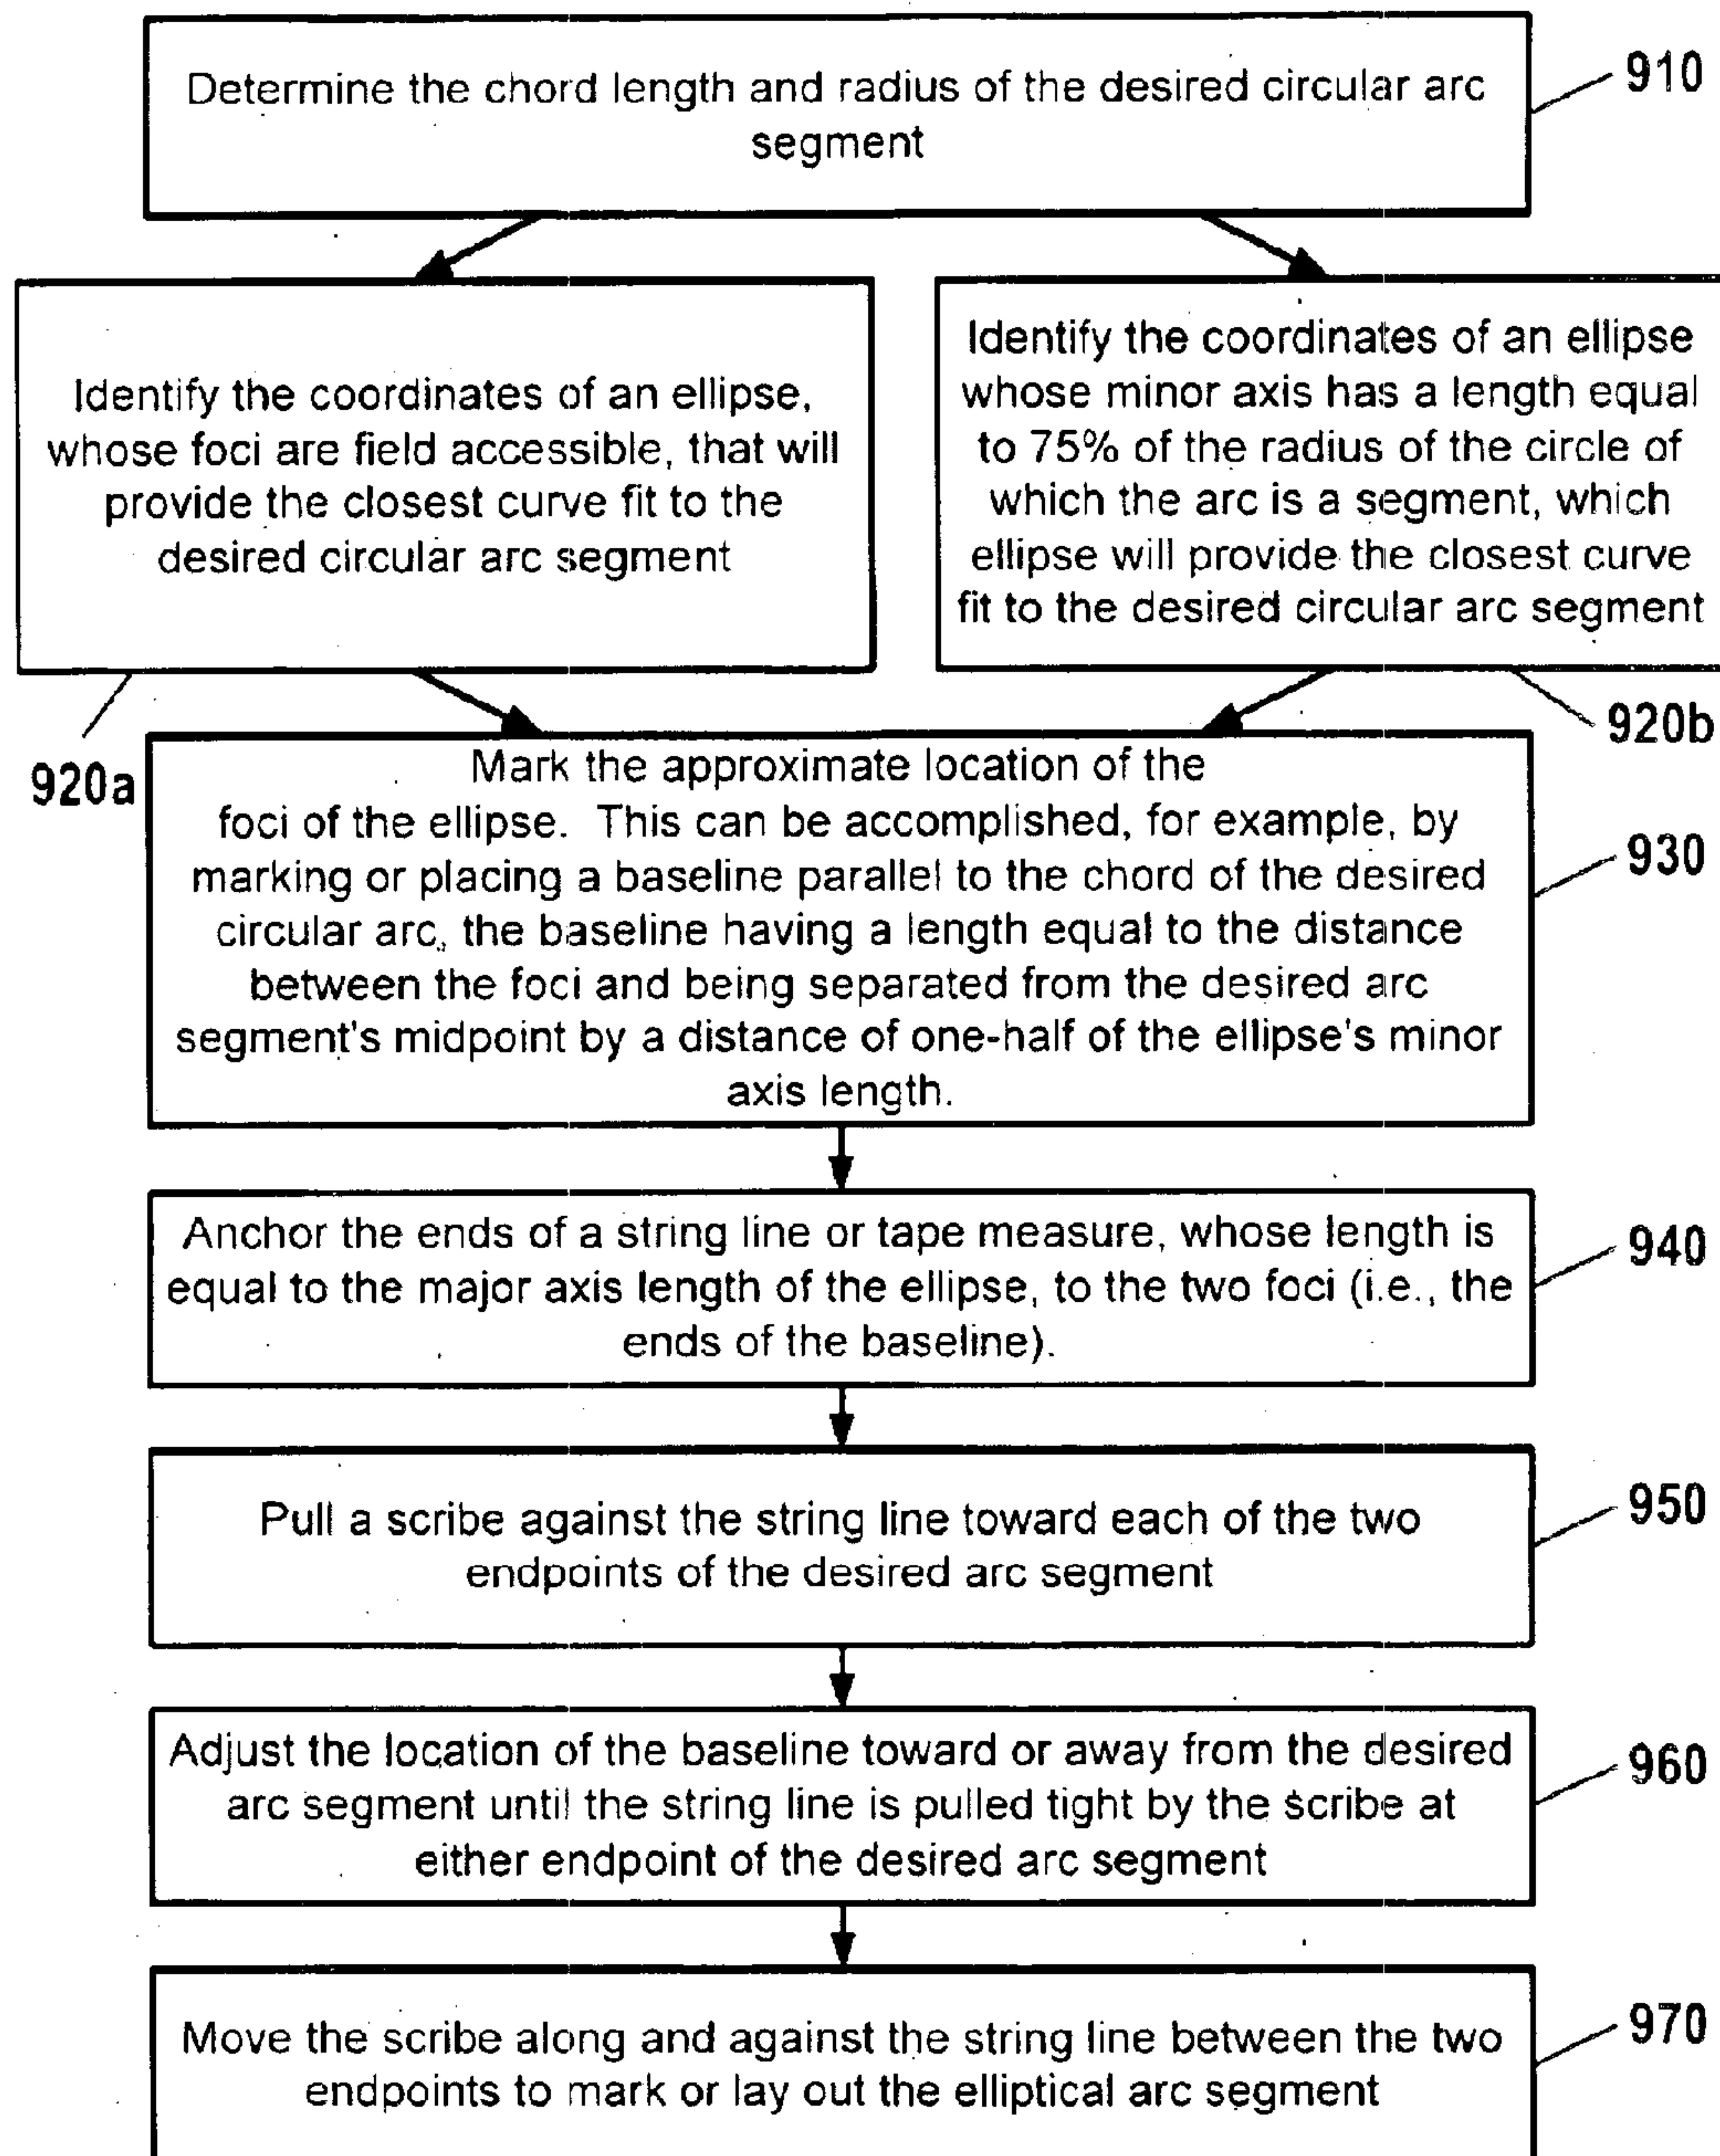 Determine the chord length and radius of the desired circular arc
segment
910
Identify the coordinates of an ellipse,
whose foci are field accessible, that will
provide the closest curve fit to the
desired circular arc segment
920a
Identify the coordinates of an ellipse
whose minor axis has a length equal
to 75% of the radius of the circle of
which the arc is a segment, which
ellipse will provide the closest curve
fit to the desired circular arc segment
920b
Mark the approximate location of the
foci of the ellipse. This can be accomplished, for example, by
marking or placing a baseline parallel to the chord of the desired
circular arc, the baseline having a length equal to the distance
between the foci and being separated from the desired arc
segment's midpoint by a distance of one-half of the ellipse's minor
axis length.
930
Anchor the ends of a string line or tape measure, whose length is
equal to the major axis length of the ellipse, to the two foci (i.e., the
ends of the baseline).
940
Pull a scribe against the string line toward each of the two
endpoints of the desired arc segment
950
Adjust the location of the baseline toward or away from the desired
arc segment until the string line is pulled tight by the scribe at
either endpoint of the desired arc segment
960
Move the scribe along and against the string line between the two
endpoints to mark or lay out the elliptical arc segment
970